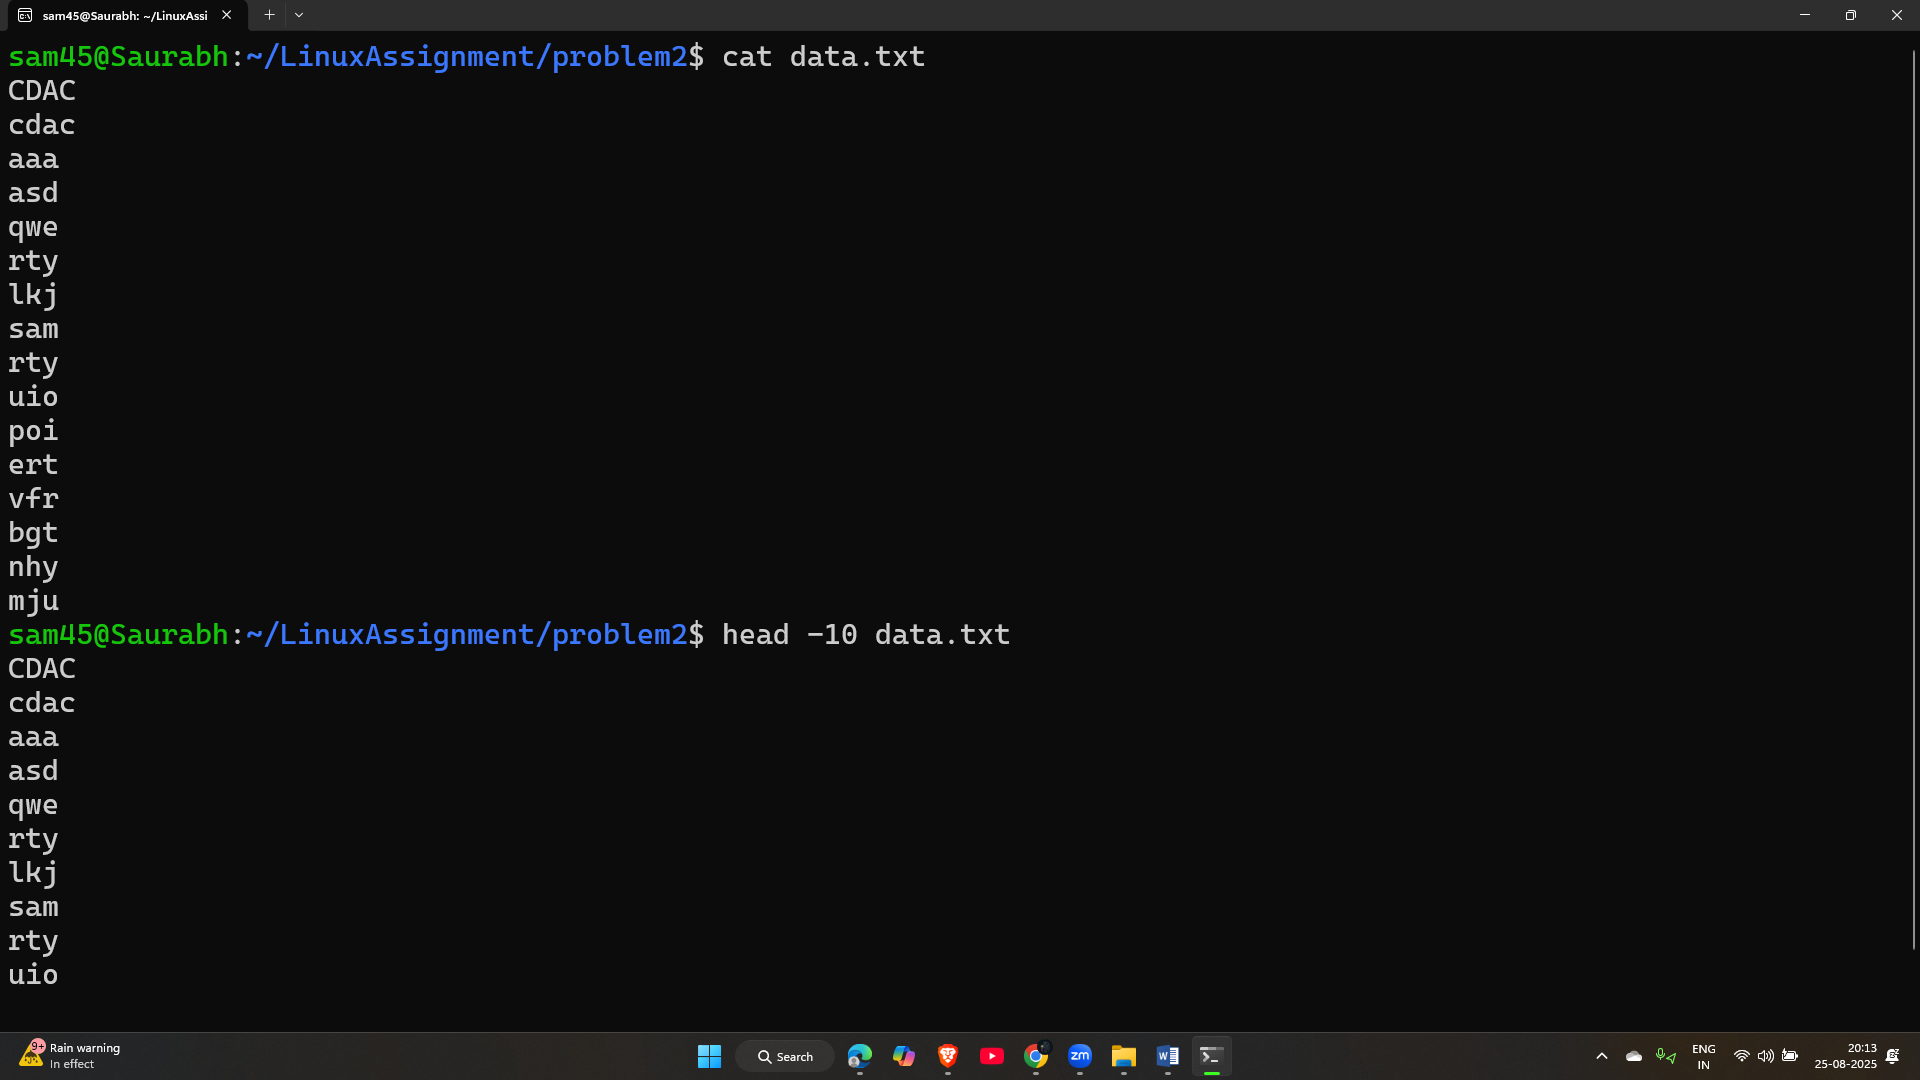 sam45@Saurabh: ~/LinuxAssi
sam45@Saurabh:~/LinuxAssignment/problem2$ cat data.txt
CDAC
cdac
aaa
asd
qwe
rty
lkj
sam
rty
uio
poi
ert
vfr
bgt
nhy
mju
sam45@Saurabh:~/LinuxAssignment/problem2$ head -10 data.txt
CDAC
cdac
aaa
asd
qwe
rty
lkj
sam
rty
uio
9+
Rain warning
In effect
Search
zm
W
ENG
IN
20:13
25-08-2025